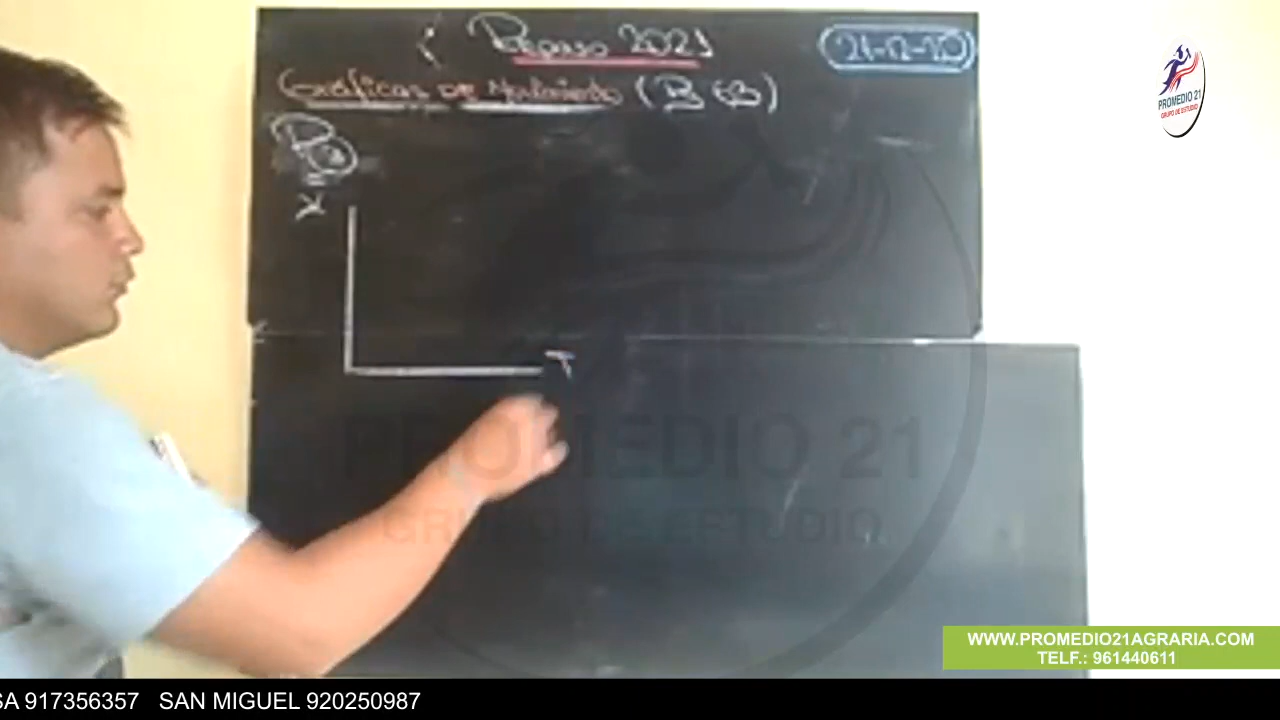 Repaso 2021
21-12-20
Graficas De Movimiento
X
T
PROMEDIO 21
GRUPO DE ESTUDIO
PROMEDIO 21
GRUPO DE ESTUDIO
WWW.PROMEDIO21AGRARIA.COM
TELF.: 961440611
SA 917356357 SAN MIGUEL 920250987